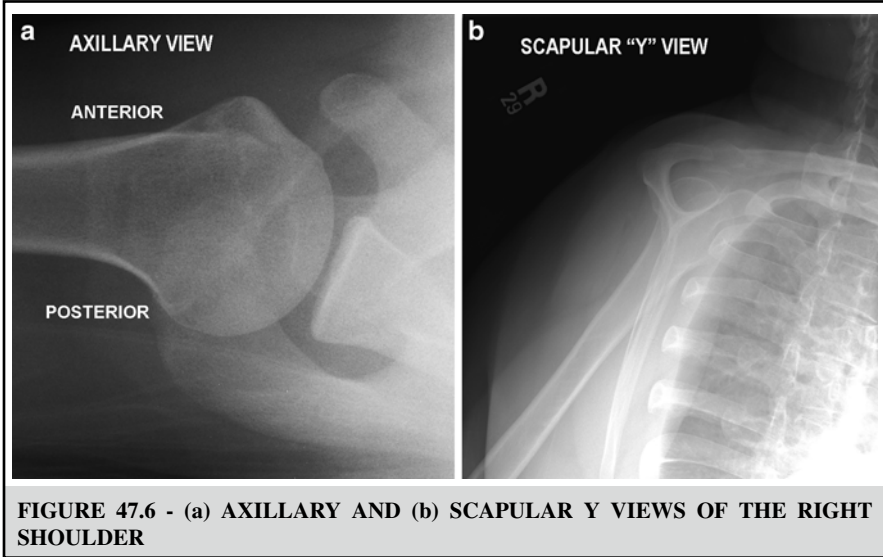 a
AXILLARY VIEW
ANTERIOR
POSTERIOR
b
SCAPULAR “Y” VIEW
R
29
FIGURE 47.6 - (a) AXILLARY AND (b) SCAPULAR Y VIEWS OF THE RIGHT
SHOULDER